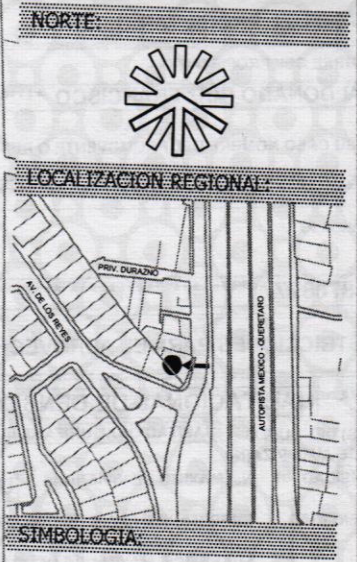 NORTE:
LOCALIZACION REGIONAL:
PRIV. DURAZNO
AV. DE LOS REYES
AUTOPISTA MEXICO - QUERETARO
SIMBOLOGIA: